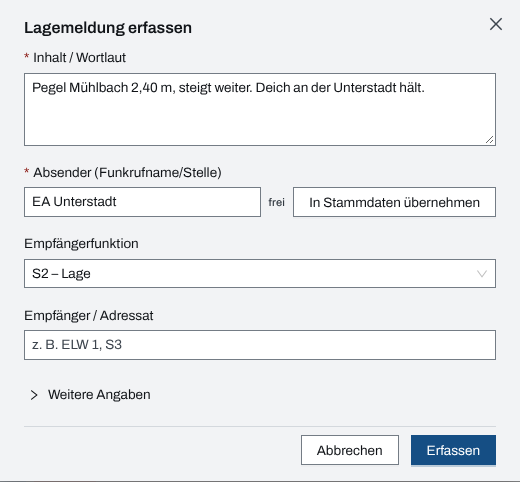 Lagemeldung erfassen
* Inhalt / Wortlaut
Pegel Mühlbach 2,40 m, steigt weiter. Deich an der Unterstadt hält.
* Absender (Funkrufname/Stelle)
EA Unterstadt frei In Stammdaten übernehmen
Empfängerfunktion
S2 – Lage
Empfänger / Adressat
z. B. ELW 1, S3
Weitere Angaben
Abbrechen Erfassen